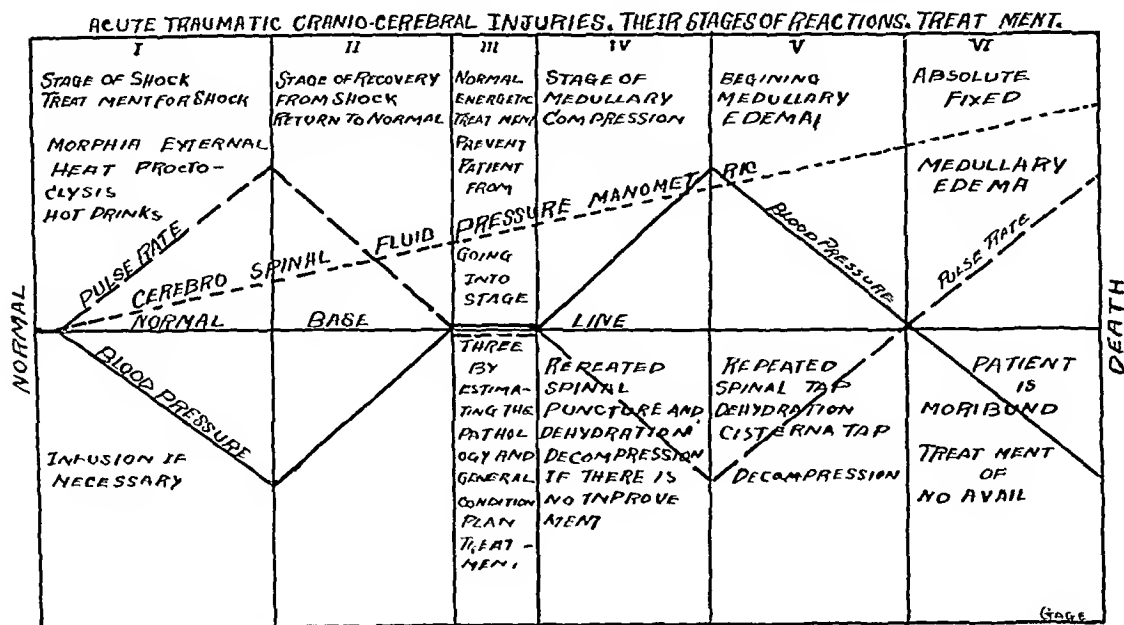 ACUTE TRAUMATIC CRANIO-CEREBRAL INJURIES. THEIR STAGES OF REACTIONS. TREAT MENT.
I
STAGE OF SHOCK
TREAT MENT FOR SHOCK
MORPHIA EXTERNAL
HEAT PROCTO-
CLYSIS
HOT DRINKS
PULSE RATE
BLOOD PRESSURE
INFUSION IF
NECESSARY
II
STAGE OF RECOVERY
FROM SHOCK
RETURN TO NORMAL
III
NORMAL
ENERGETIC
TREAT MENT
PREVENT
PATIENT
FROM
GOING
INTO
STAGE
THREE
BY
ESTIMA-
TING THE
PATHOL
OGY AND
GENERAL
CONDITION
PLAN
TREAT-
MEN.
IV
STAGE OF
MEDULLARY
COMPRESSION
REPEATED
SPINAL
PUNCTURE AND
DEHYDRATION.
DECOMPRESSION
IF THERE IS
NO IMPROVE
MENT
V
BEGINING
MEDULLARY
EDEMA
BLOOD PRESSURE
REPEATED
SPINAL TAP
DEHYDRATION
CISTERNA TAP
DECOMPRESSION
VI
ABSOLUTE
FIXED
MEDULLARY
EDEMA
PULSE RATE
PATIENT
IS
MORIBUND
TREAT MENT
OF
NO AVAIL
CEREBRO SPINAL FLUID PRESSURE MANOMET RIC
NORMAL BASE LINE
NORMAL
DEATH
GAGE